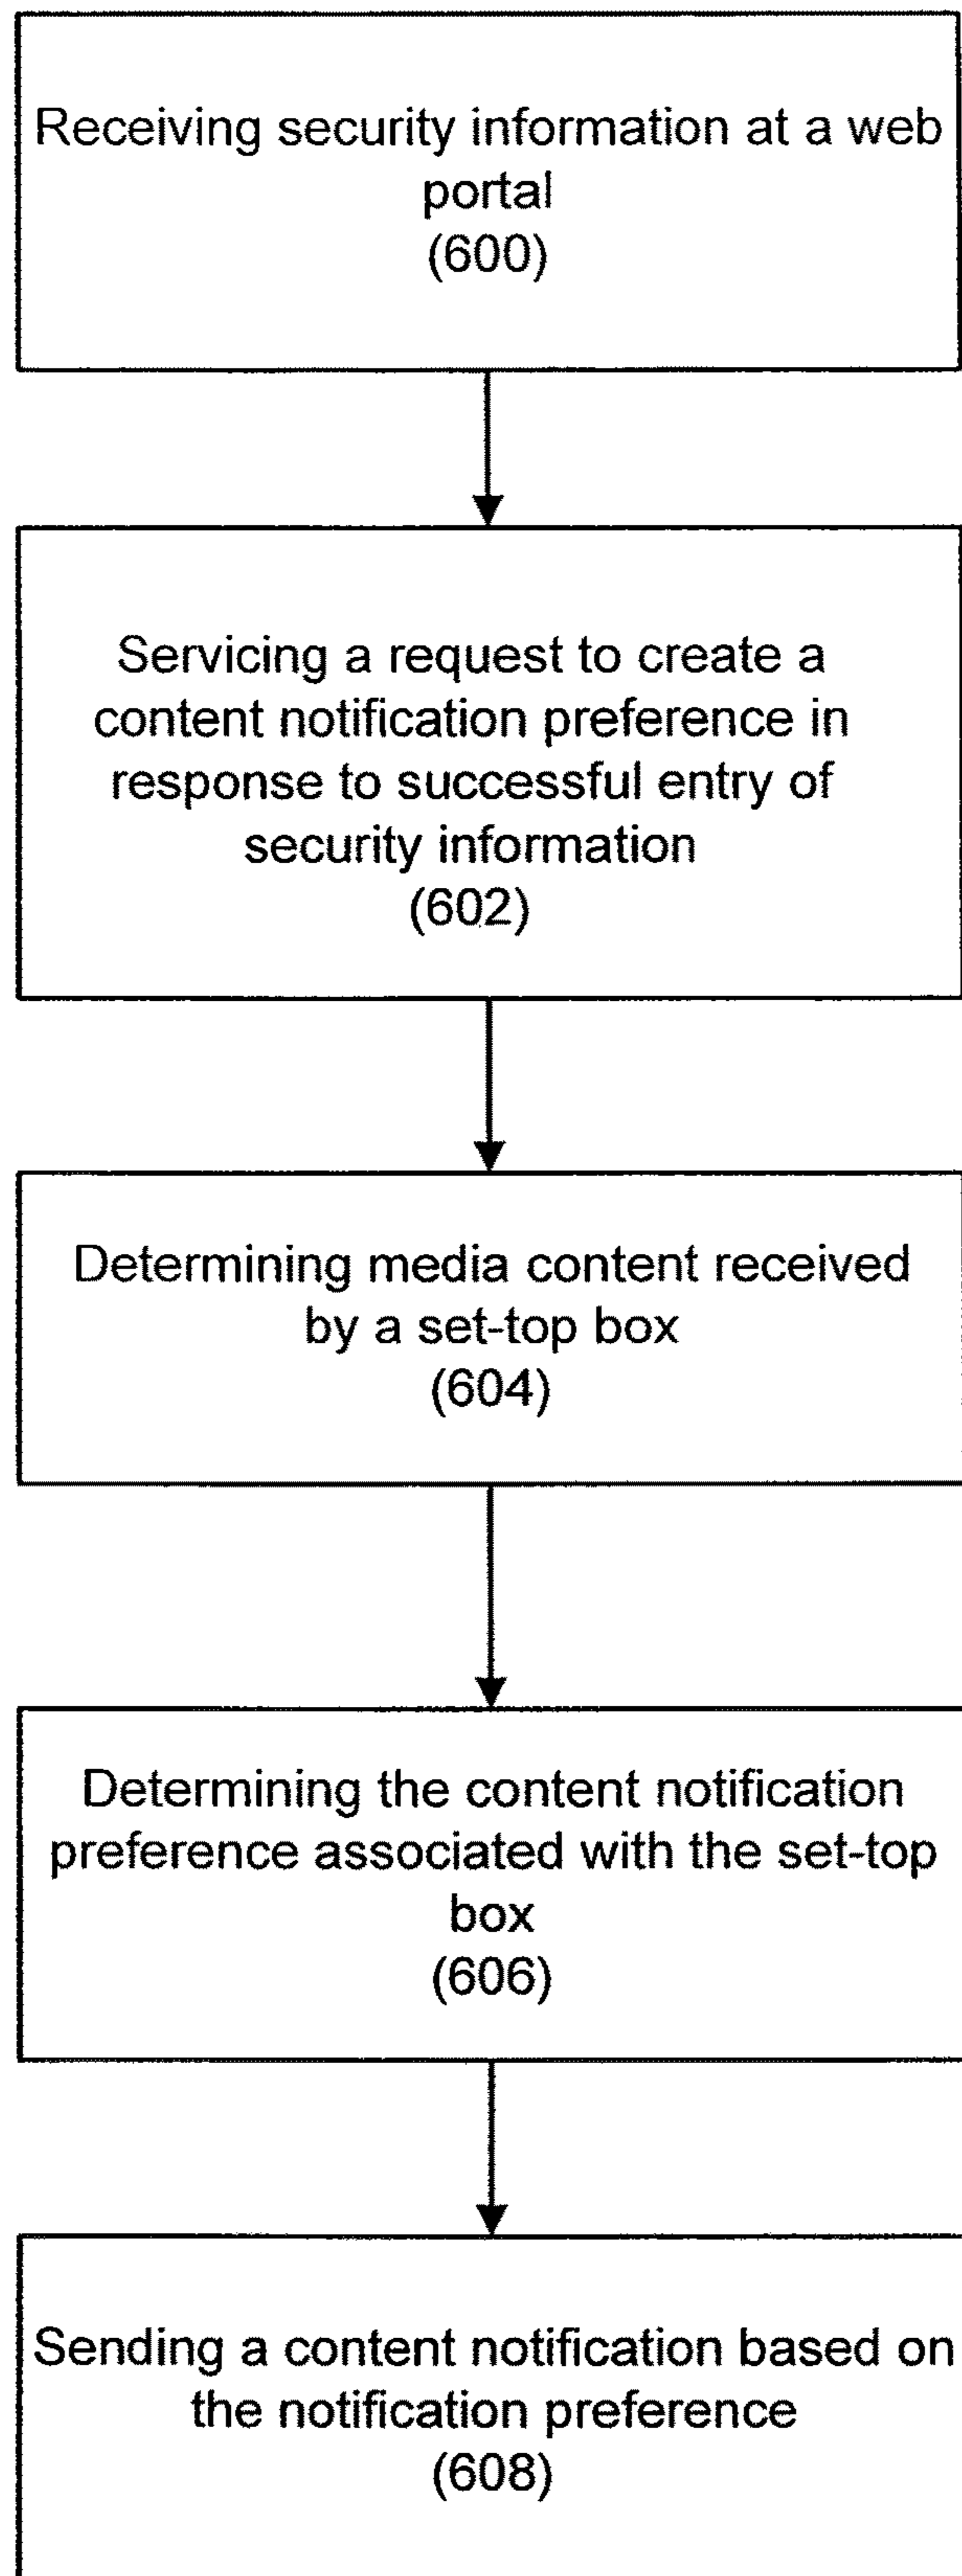 Receiving security information at a web
portal
(600)
Servicing a request to create a
content notification preference in
response to successful entry of
security information
(602)
Determining media content received
by a set-top box
(604)
Determining the content notification
preference associated with the set-top
box
(606)
Sending a content notification based on
the notification preference
(608)